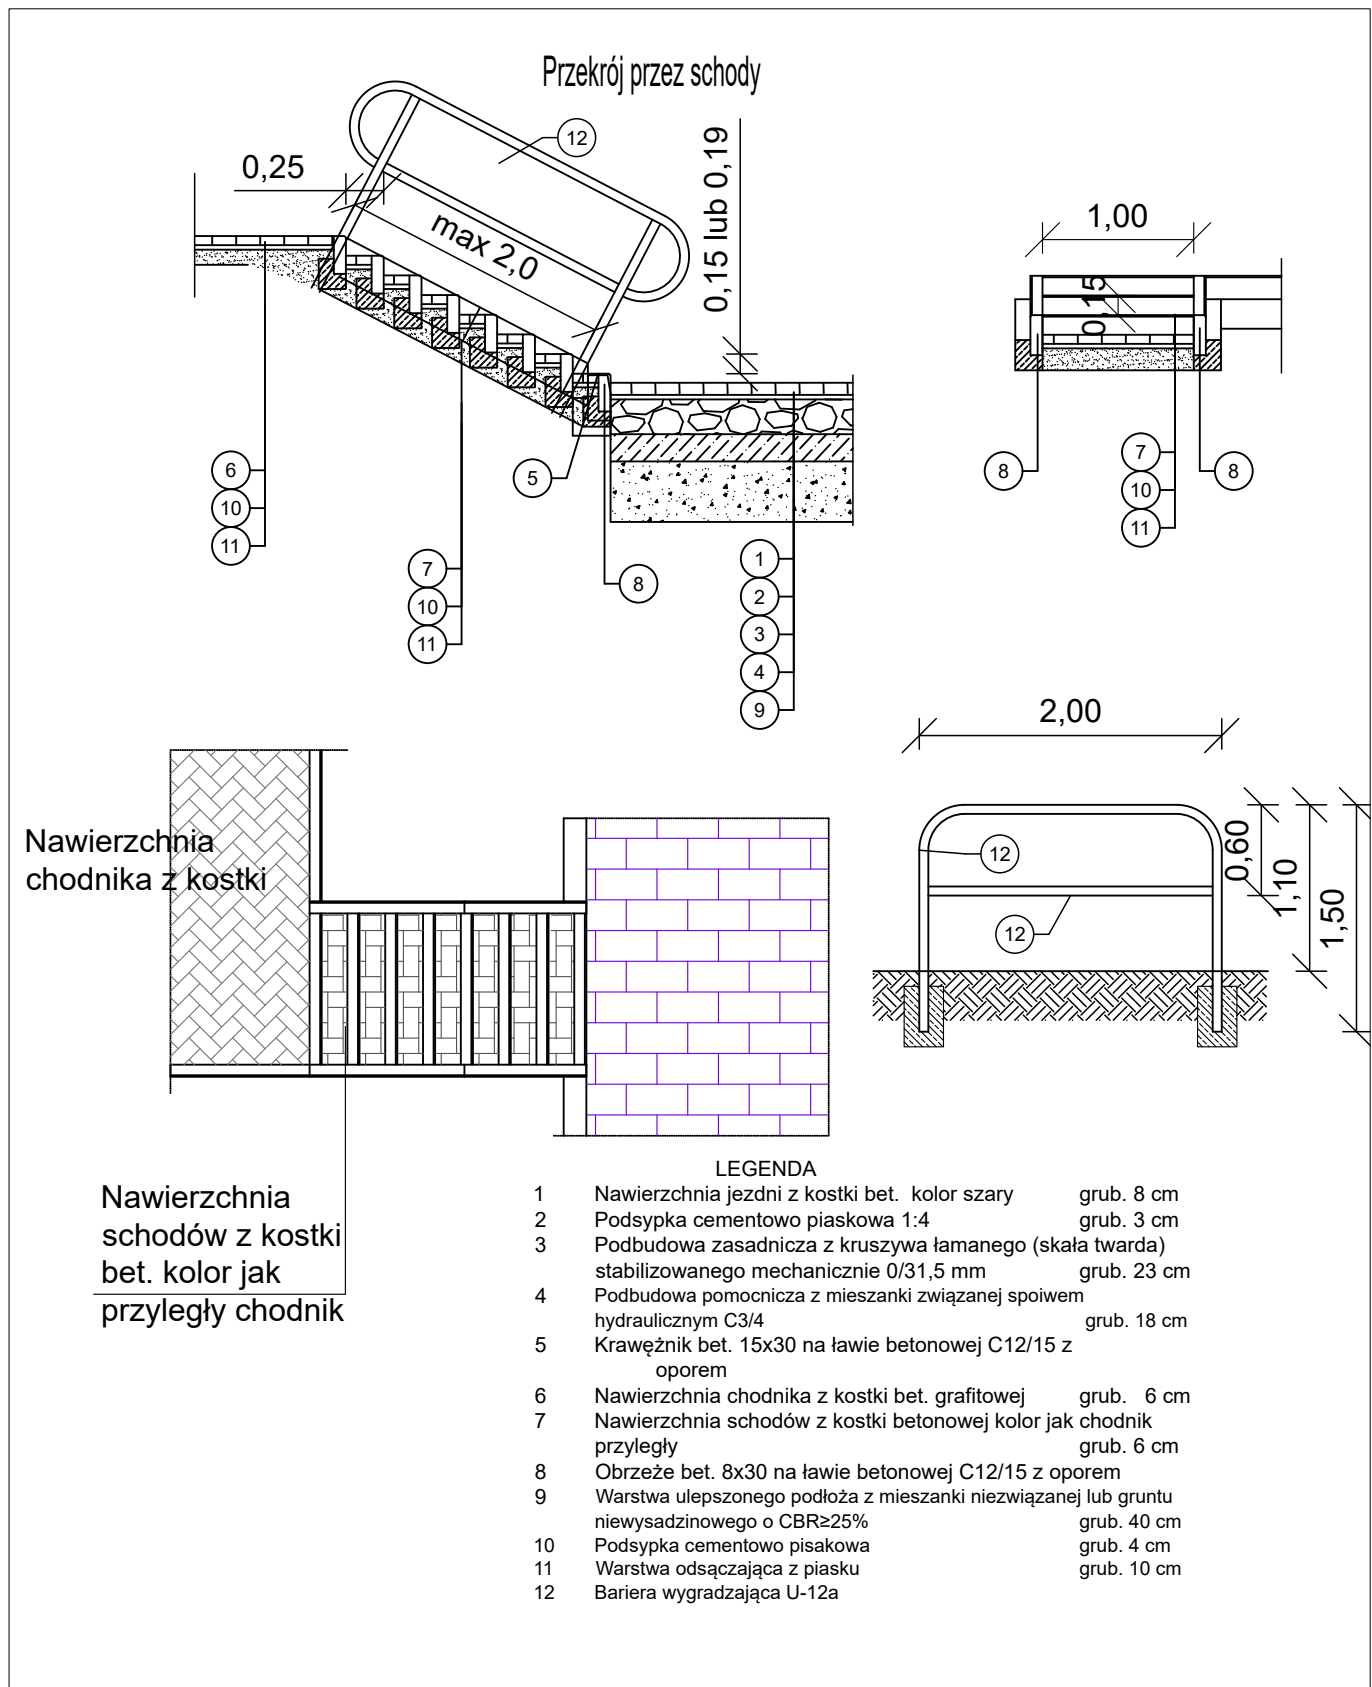 Przekrój przez schody
12
0,25
max 2,0
0,15 lub 0,19
6
10
11
7
10
11
5
8
1
2
3
4
9
1,00
0,15
8
7
10
11
8
2,00
12
12
0,60
1,10
1,50
Nawierzchnia
chodnika z kostki
Nawierzchnia
schodów z kostki
bet. kolor jak
przyległy chodnik
LEGENDA
1 Nawierzchnia jezdni z kostki bet. kolor szary grub. 8 cm
2 Podsypka cementowo piaskowa 1:4 grub. 3 cm
3 Podbudowa zasadnicza z kruszywa łamanego (skała twarda)
stabilizowanego mechanicznie 0/31,5 mm grub. 23 cm
4 Podbudowa pomocnicza z mieszanki związanej spoiwem
hydraulicznym C3/4 grub. 18 cm
5 Krawężnik bet. 15x30 na ławie betonowej C12/15 z
oporem
6 Nawierzchnia chodnika z kostki bet. grafitowej grub. 6 cm
7 Nawierzchnia schodów z kostki betonowej kolor jak chodnik
przyległy grub. 6 cm
8 Obrzeże bet. 8x30 na ławie betonowej C12/15 z oporem
9 Warstwa ulepszonego podłoża z mieszanki niezwiązanej lub gruntu
niewysadzinowego o CBR≥25% grub. 40 cm
10 Podsypka cementowo pisakowa grub. 4 cm
11 Warstwa odsączająca z piasku grub. 10 cm
12 Bariera wygradzająca U-12a